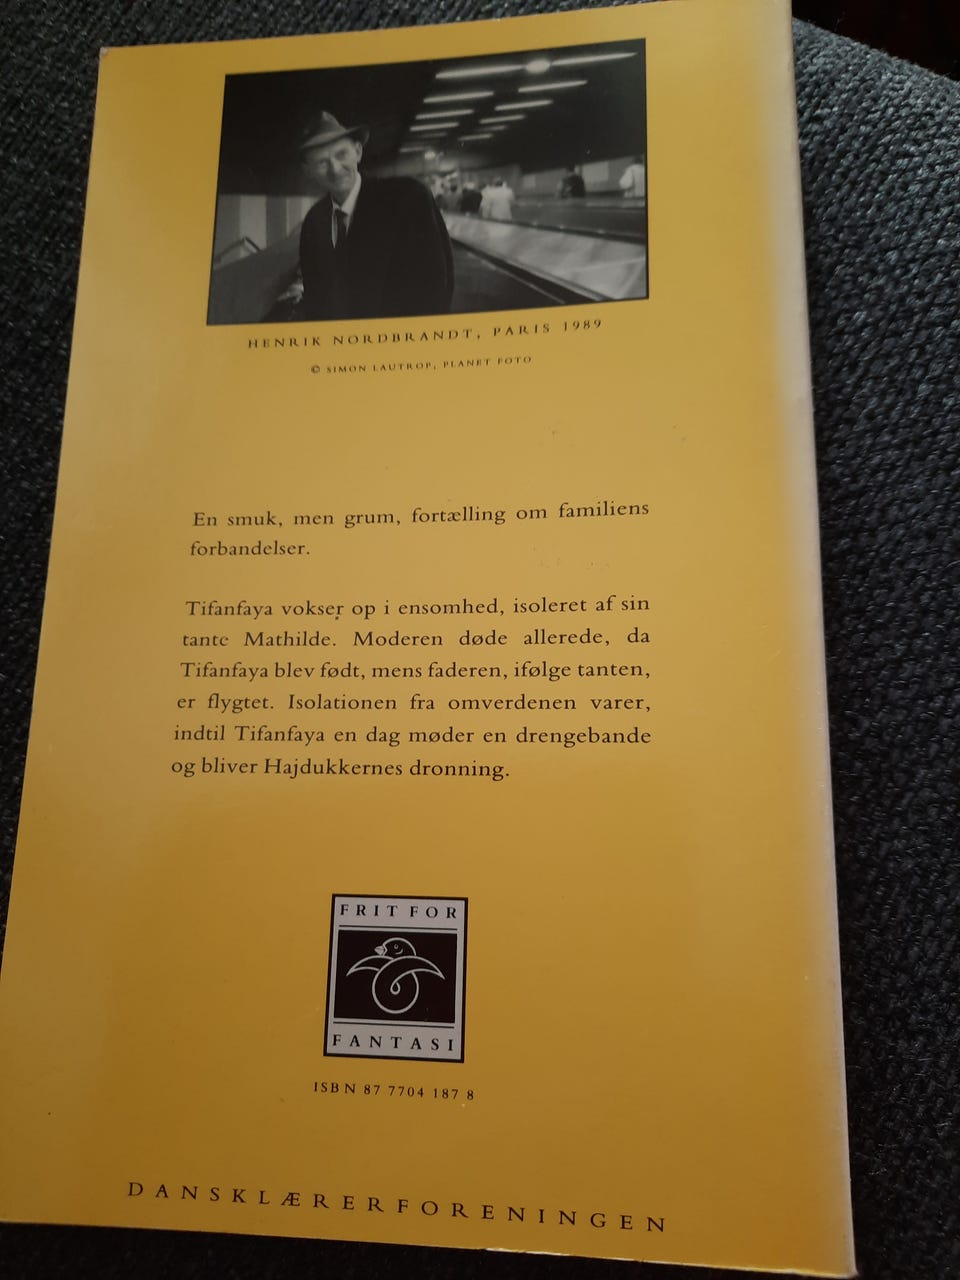 HENRIK NORDBRANDT, PARIS 1989
© SIMON LAUTROP, PLANET FOTO
En smuk, men grum, fortælling om familiens
forbandelser.
Tifanfaya vokser op i ensomhed, isoleret af sin
tante Mathilde. Moderen døde allerede, da
Tifanfaya blev født, mens faderen, ifølge tanten,
er flygtet. Isolationen fra omverdenen varer,
indtil Tifanfaya en dag møder en drengebande
og bliver Hajdukkernes dronning.
FRIT FOR
FANTASI
ISBN 87 7704 187 8
DANSKLÆRERFORENINGEN